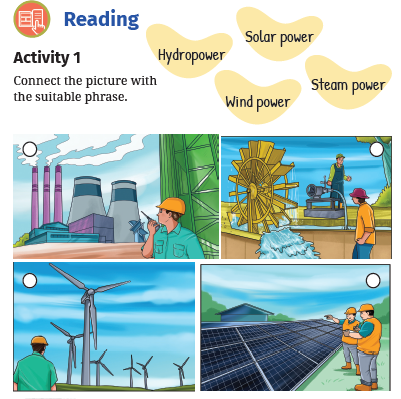 Reading
Activity 1
Connect the picture with
the suitable phrase.
Hydropower
Solar power
Wind power
Steam power